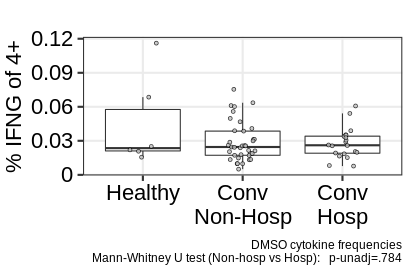 % IFNG of 4+
0.12
0.09
0.06
0.03
0
Healthy
Conv
Non-Hosp
Conv
Hosp
DMSO cytokine frequencies
Mann-Whitney U test (Non-hosp vs Hosp):  p-unadj=.784